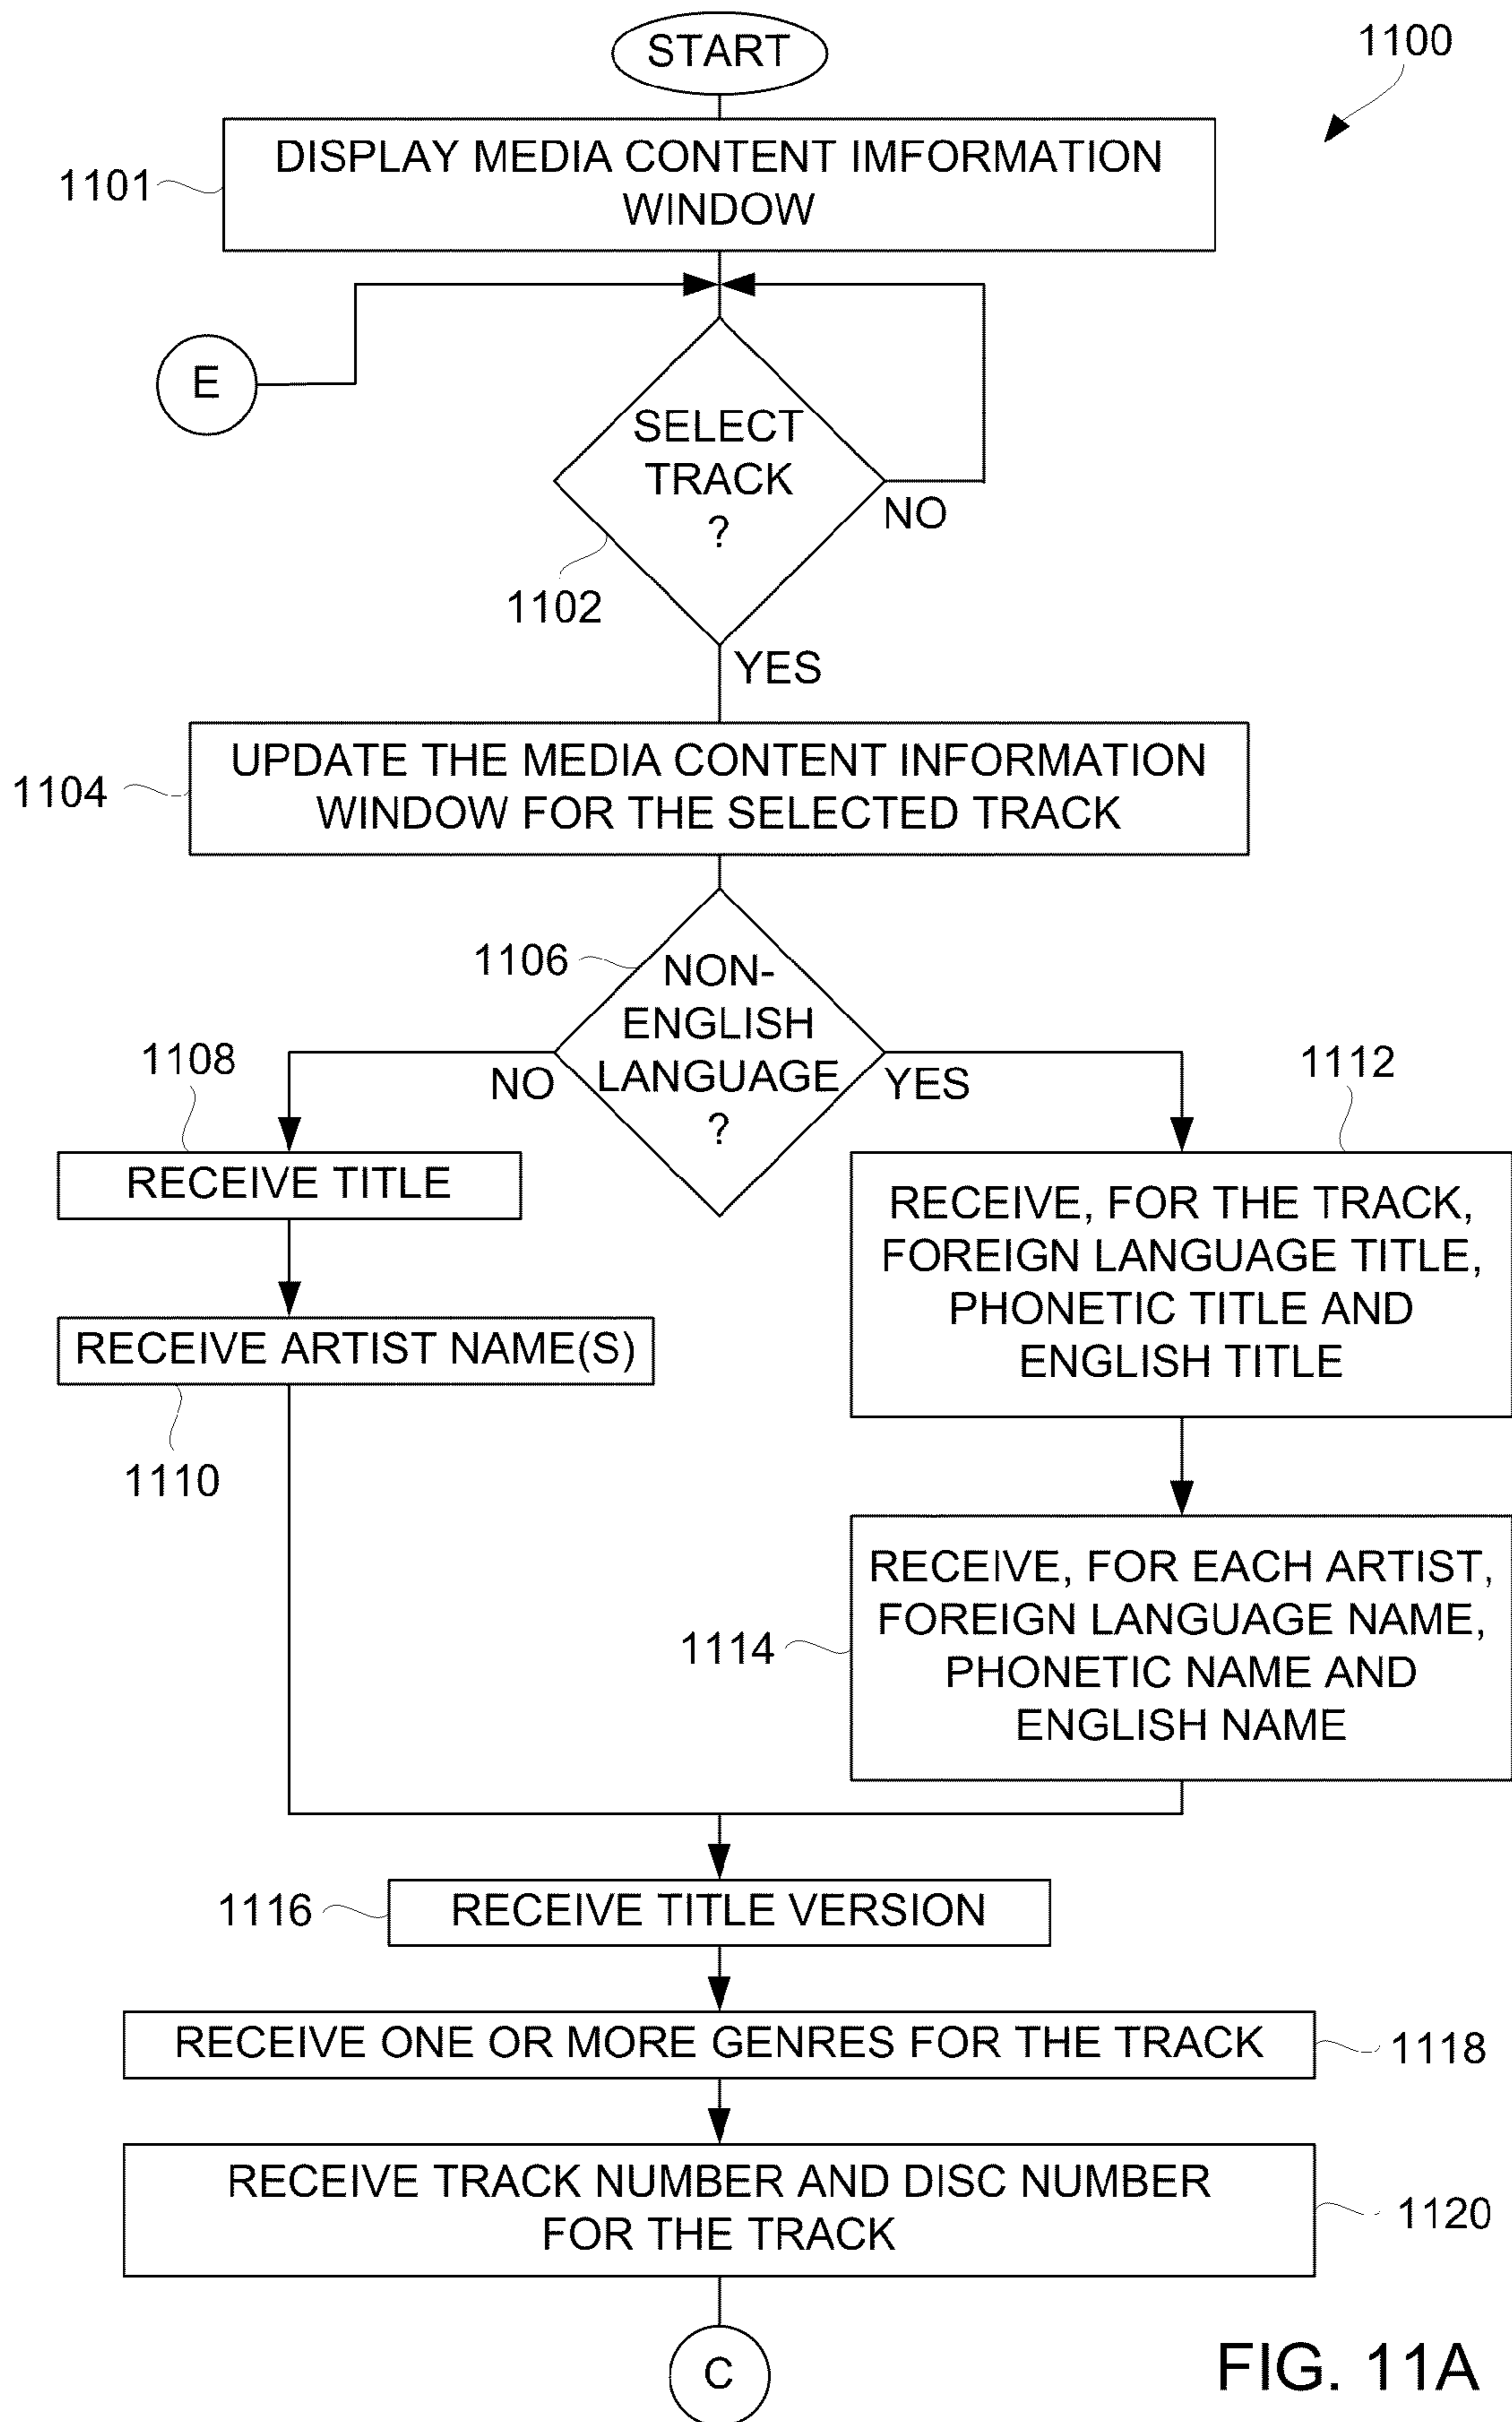 START
1100
DISPLAY MEDIA CONTENT IMFORMATION
WINDOW
1101
E
SELECT
TRACK
?
NO
1102
YES
UPDATE THE MEDIA CONTENT INFORMATION
WINDOW FOR THE SELECTED TRACK
1104
1106
NON-
ENGLISH
LANGUAGE
?
NO
YES
1108
1112
RECEIVE TITLE
RECEIVE, FOR THE TRACK,
FOREIGN LANGUAGE TITLE,
PHONETIC TITLE AND
ENGLISH TITLE
RECEIVE ARTIST NAME(S)
1110
RECEIVE, FOR EACH ARTIST,
FOREIGN LANGUAGE NAME,
PHONETIC NAME AND
ENGLISH NAME
1114
1116
RECEIVE TITLE VERSION
RECEIVE ONE OR MORE GENRES FOR THE TRACK
1118
RECEIVE TRACK NUMBER AND DISC NUMBER
FOR THE TRACK
1120
C
FIG. 11A